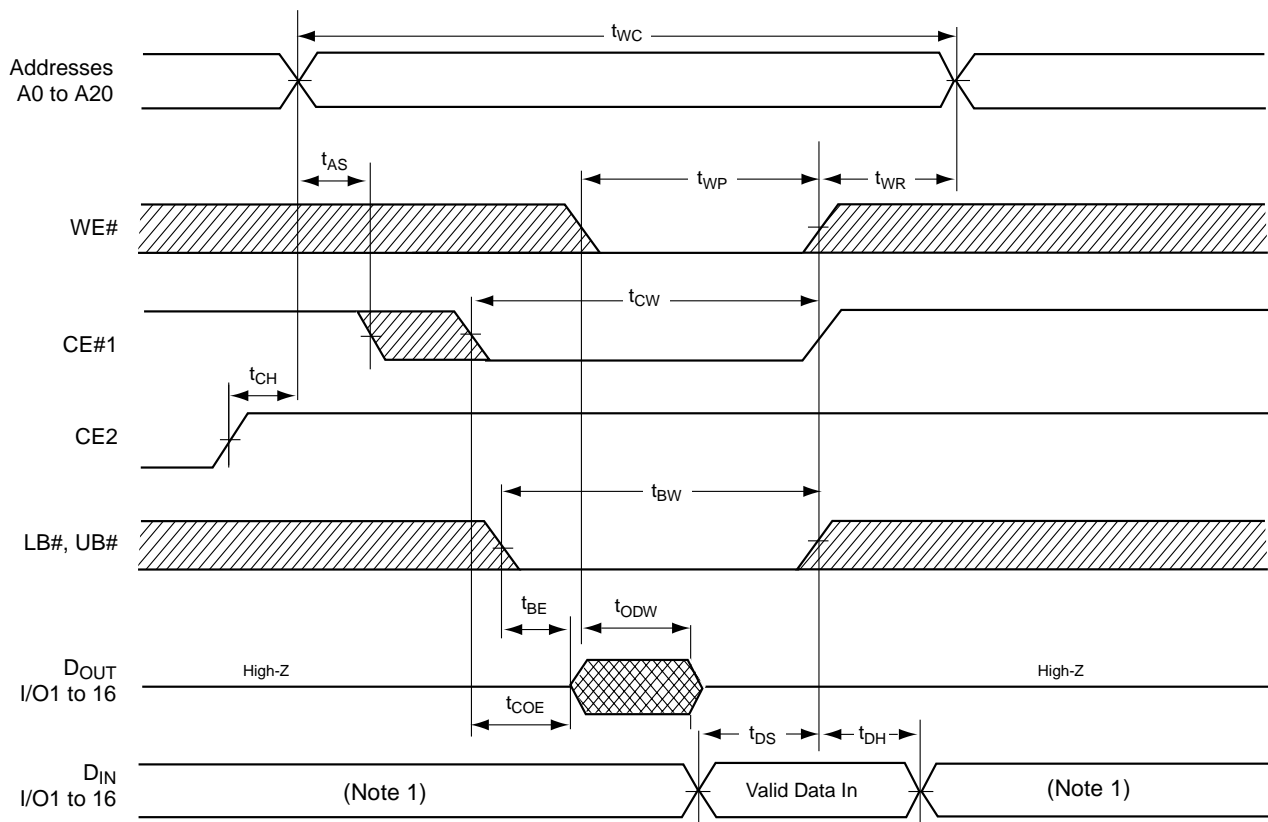 tWC
Addresses
A0 to A20
tAS
tWP
tWR
WE#
tCW
CE#1
tCH
CE2
tBW
LB#, UB#
tBE
tODW
DOUT
I/O1 to 16
High-Z
High-Z
tCOE
tDS
tDH
DIN
I/O1 to 16
(Note 1)
Valid Data In
(Note 1)